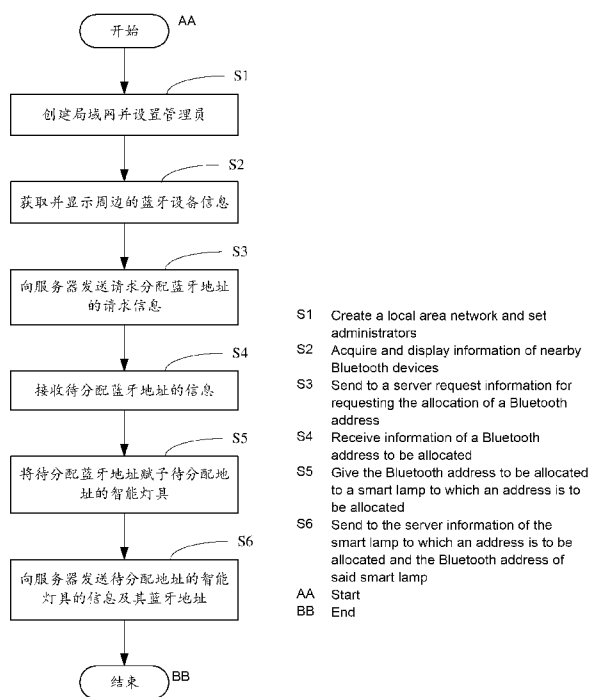 开始
AA
S1
创建局域网并设置管理员
S2
获取并显示周边的蓝牙设备信息
S3
向服务器发送请求分配蓝牙地址
的请求信息
S4
接收待分配蓝牙地址的信息
S5
将待分配蓝牙地址赋予待分配地
址的智能灯具
S6
向服务器发送待分配地址的智能
灯具的信息及其蓝牙地址
结束
BB
S1 Create a local area network and set
administrators
S2 Acquire and display information of nearby
Bluetooth devices
S3 Send to a server request information for
requesting the allocation of a Bluetooth
address
S4 Receive information of a Bluetooth
address to be allocated
S5 Give the Bluetooth address to be allocated
to a smart lamp to which an address is to
be allocated
S6 Send to the server information of the
smart lamp to which an address is to be
allocated and the Bluetooth address of
said smart lamp
AA Start
BB End